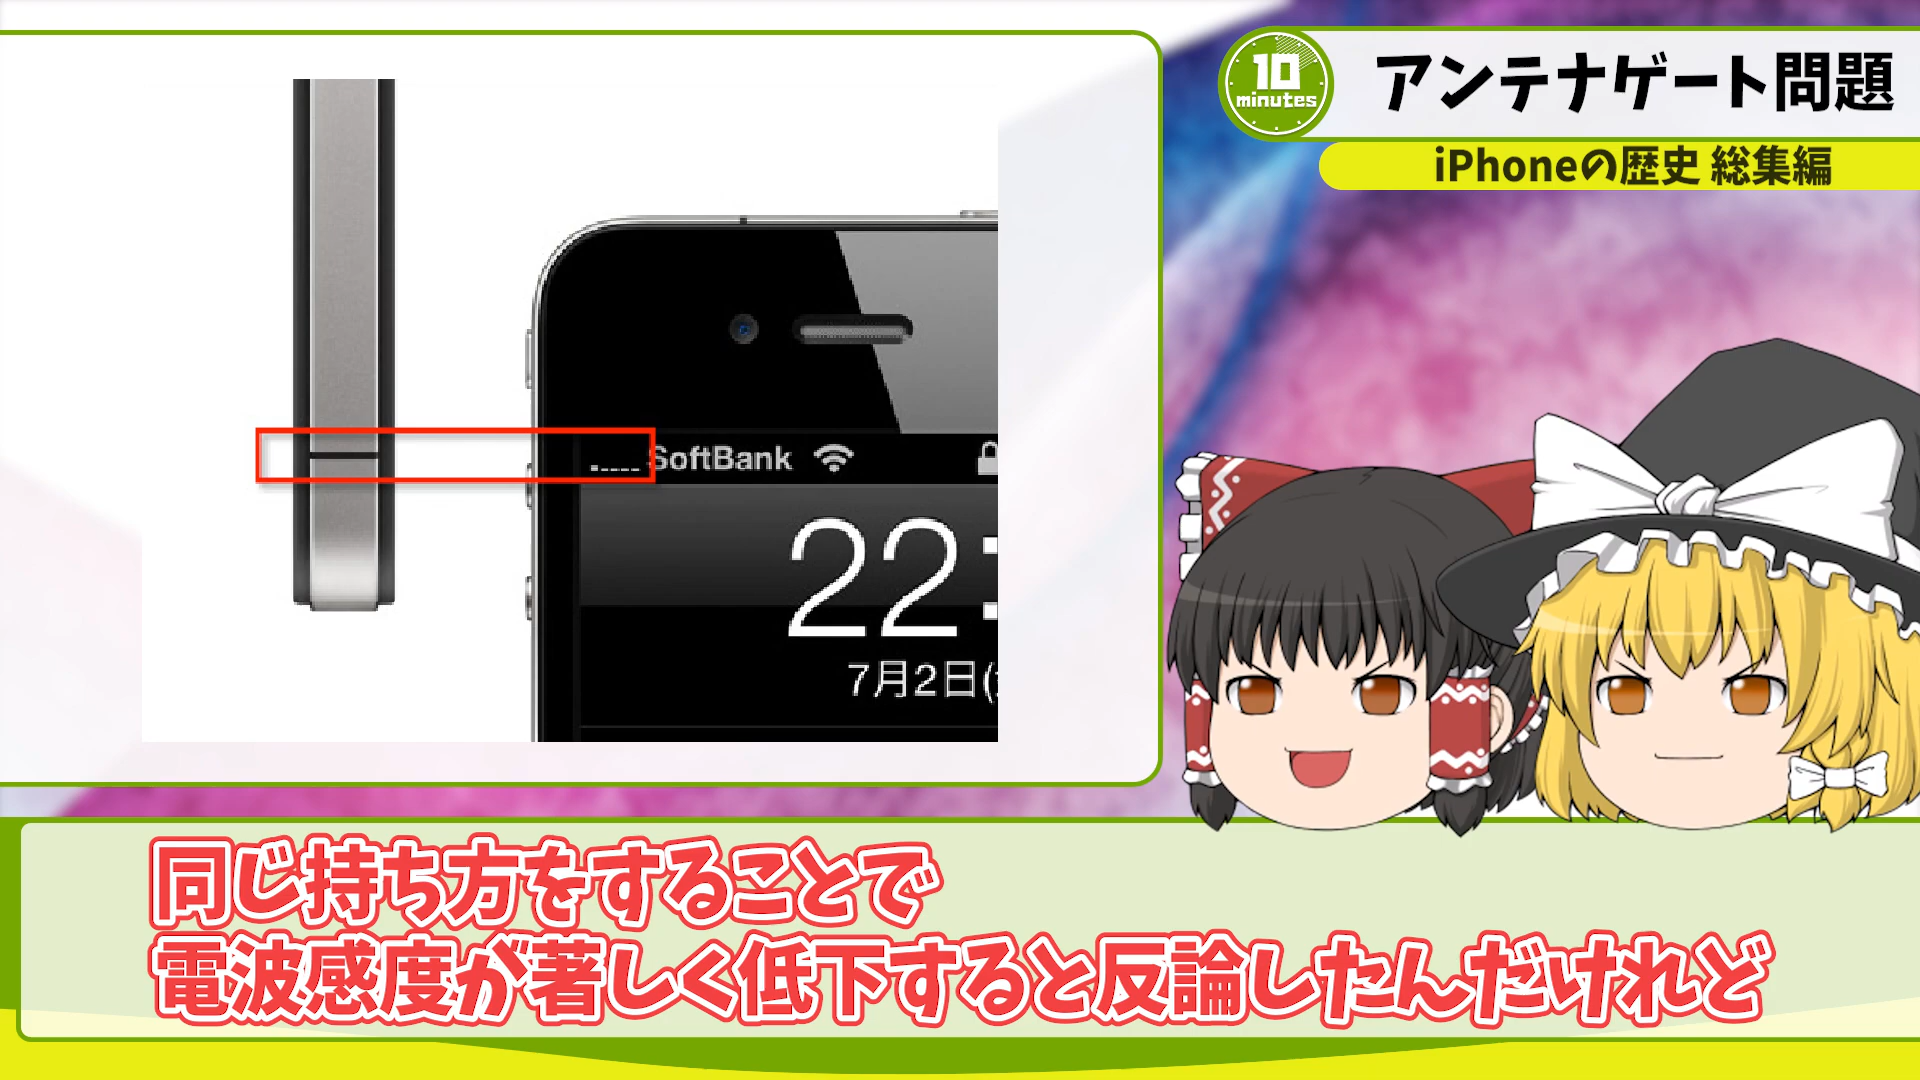 10
minutes
アンテナゲート問題
iPhoneの歴史 総集編
SoftBank
22:
7月2日(
同じ持ち方をすることで
電波感度が著しく低下すると反論したんだけれど